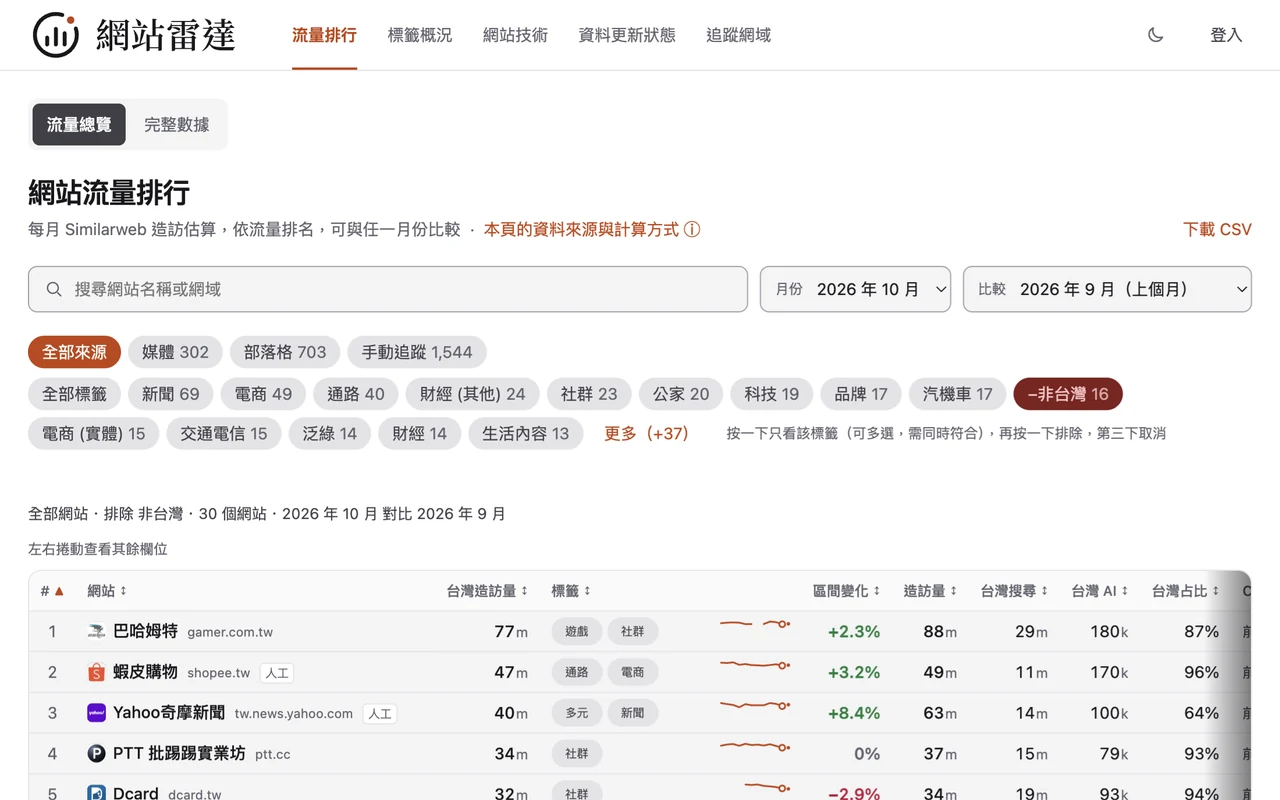 網站雷達 流量排行 標籤概況 網站技術 資料更新狀態 追蹤網域 登入
流量總覽 完整數據
網站流量排行
每月 Similarweb 造訪估算，依流量排名，可與任一月份比較 · 本頁的資料來源與計算方式 ⓘ 下載 CSV
搜尋網站名稱或網域 月份 2026 年 10 月 比較 2026 年 9 月（上個月）
全部來源 媒體 302 部落格 703 手動追蹤 1,544
全部標籤 新聞 69 電商 49 通路 40 財經 (其他) 24 社群 23 公家 20 科技 19 品牌 17 汽機車 17 −非台灣 16
電商 (實體) 15 交通電信 15 泛綠 14 財經 14 生活內容 13 更多（+37） 按一下只看該標籤（可多選，需同時符合），再按一下排除，第三下取消
全部網站 · 排除 非台灣 · 30 個網站 · 2026 年 10 月 對比 2026 年 9 月
左右捲動查看其餘欄位
# ▲ 網站 ↕ 台灣造訪量 ↕ 標籤 ↕ 區間變化 ↕ 造訪量 ↕ 台灣搜尋 ↕ 台灣 AI ↕ 台灣占比 ↕
1 巴哈姆特 gamer.com.tw 77m 遊戲 社群 +2.3% 88m 29m 180k 87%
2 蝦皮購物 shopee.tw 人工 47m 通路 電商 +3.2% 49m 11m 170k 96%
3 Yahoo奇摩新聞 tw.news.yahoo.com 人工 40m 多元 新聞 +8.4% 63m 14m 100k 64%
4 PTT 批踢踢實業坊 ptt.cc 34m 社群 0% 37m 15m 79k 93%
5 Dcard dcard.tw 32m 社群 −2.9% 34m 19m 93k 94%